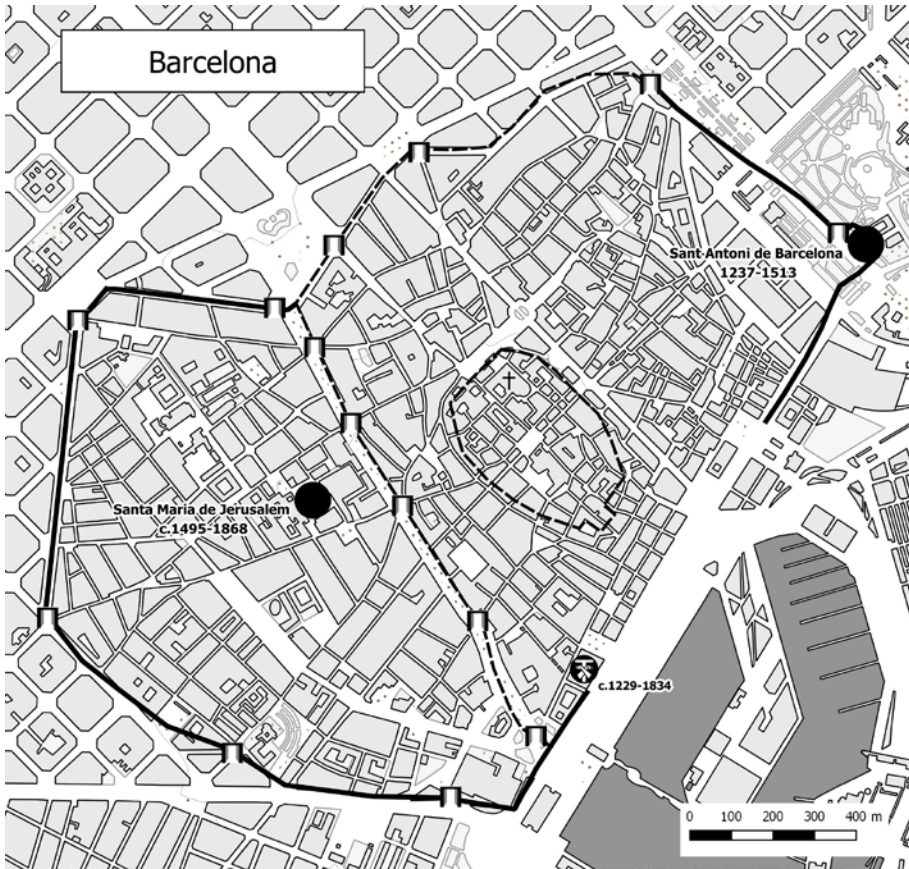 Barcelona
Sant Antoni de Barcelona
1237-1513
Santa Maria de Jerusalem
c.1495-1868
c.1229-1834
0 100 200 300 400 m